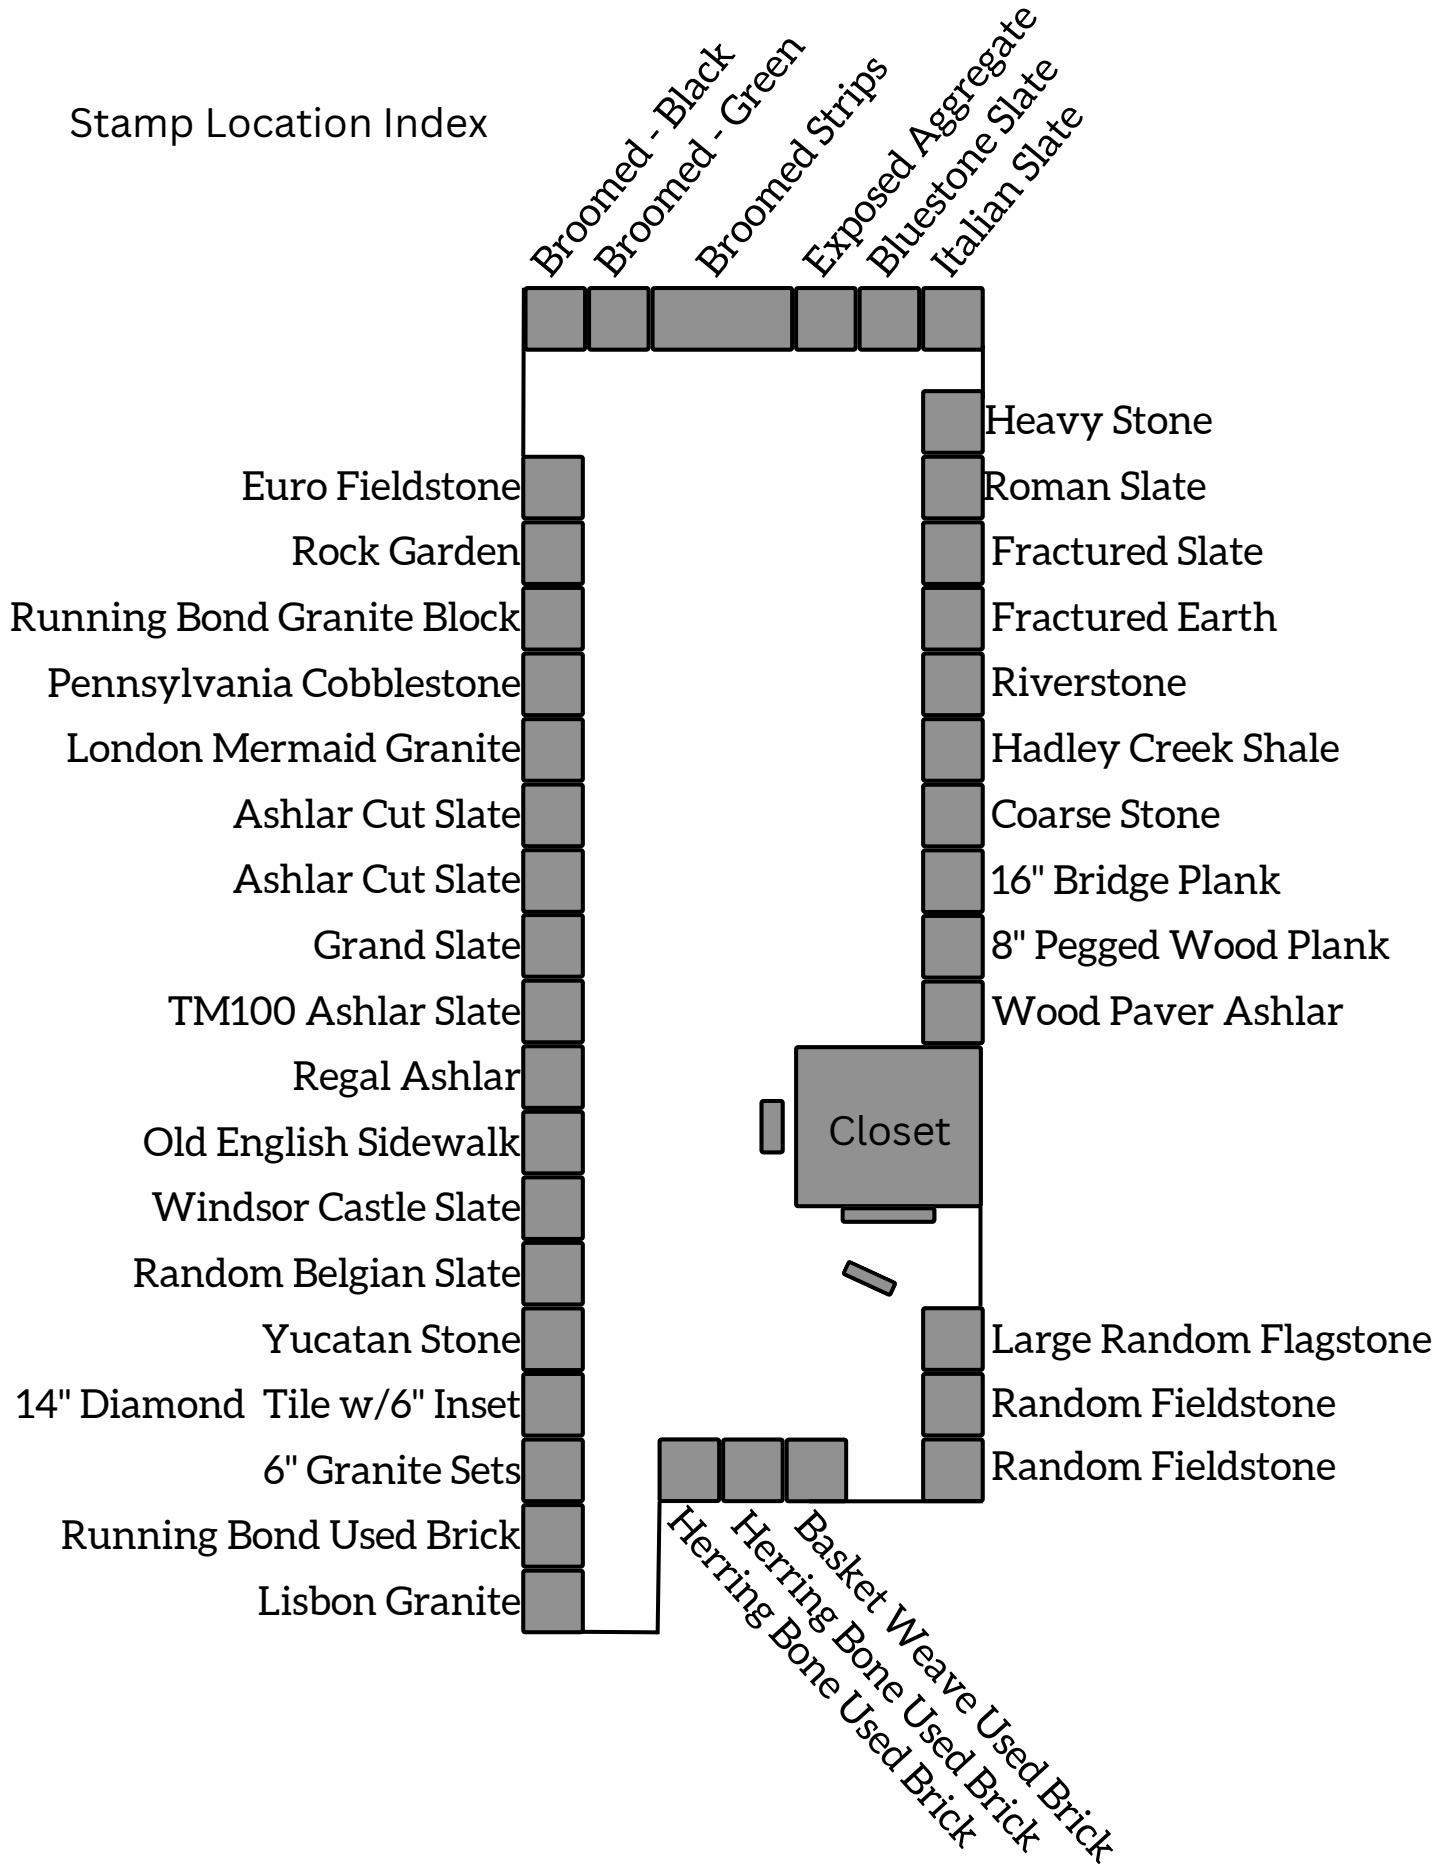 Stamp Location Index
Broomed - Black
Broomed - Green
Broomed Strips
Exposed Aggregate
Bluestone Slate
Italian Slate
Euro Fieldstone
Rock Garden
Running Bond Granite Block
Pennsylvania Cobblestone
London Mermaid Granite
Ashlar Cut Slate
Ashlar Cut Slate
Grand Slate
TM100 Ashlar Slate
Regal Ashlar
Old English Sidewalk
Windsor Castle Slate
Random Belgian Slate
Yucatan Stone
14" Diamond  Tile w/6" Inset
6" Granite Sets
Running Bond Used Brick
Lisbon Granite
Heavy Stone
Roman Slate
Fractured Slate
Fractured Earth
Riverstone
Hadley Creek Shale
Coarse Stone
16" Bridge Plank
8" Pegged Wood Plank
Wood Paver Ashlar
Closet
Large Random Flagstone
Random Fieldstone
Random Fieldstone
Herring Bone Used Brick
Herring Bone Used Brick
Basket Weave Used Brick